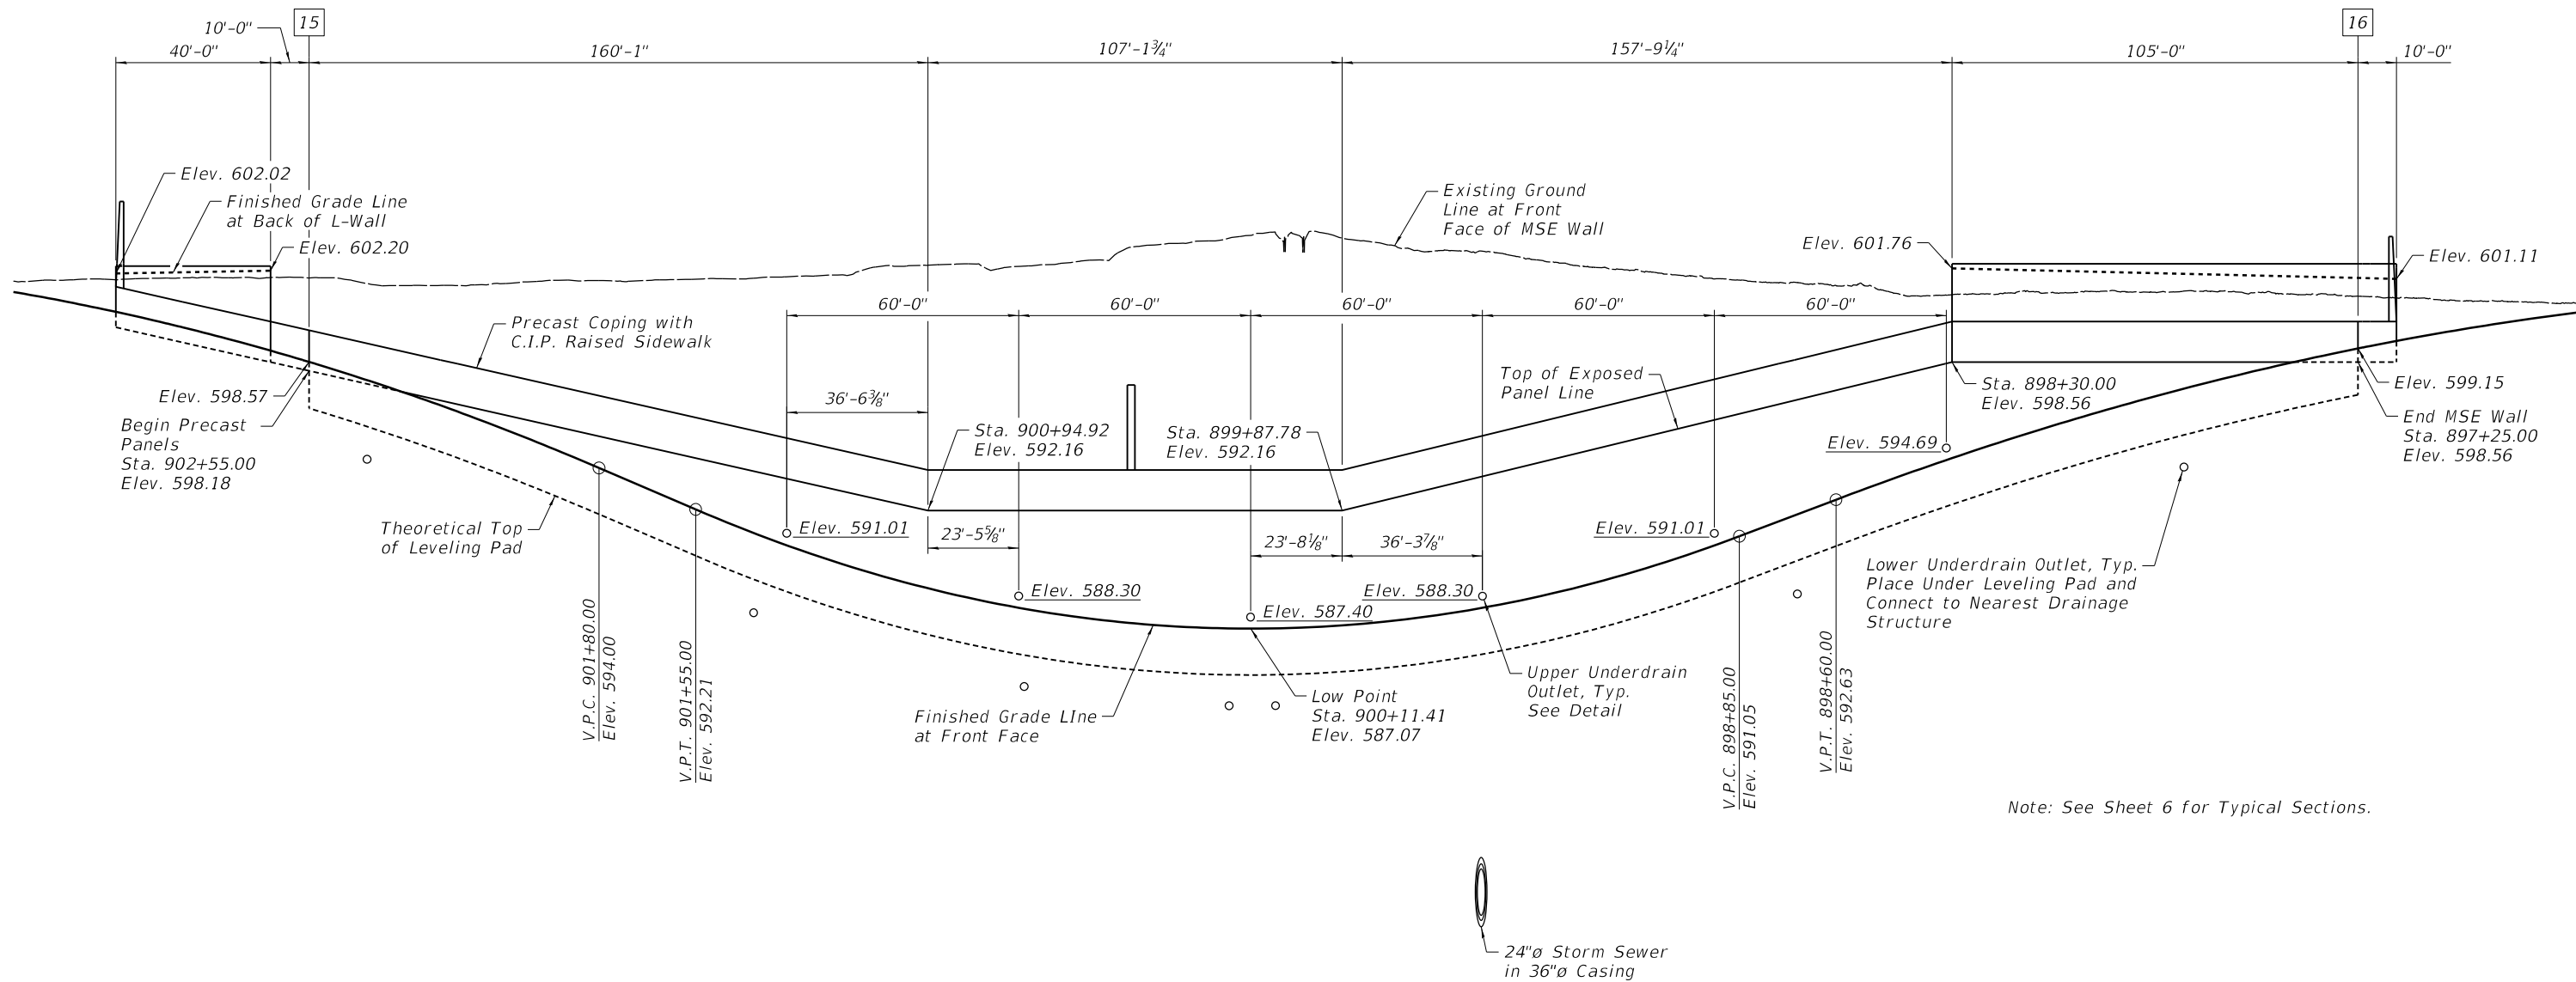 10'-0"
15
16
40'-0"
160'-1"
107'-1¾"
157'-9¼"
105'-0"
10'-0"
Elev. 602.02
Finished Grade Line
at Back of L-Wall
Elev. 602.20
Existing Ground
Line at Front
Face of MSE Wall
Elev. 601.76
Elev. 601.11
60'-0"
60'-0"
60'-0"
60'-0"
60'-0"
Precast Coping with
C.I.P. Raised Sidewalk
Elev. 598.57
Begin Precast
Panels
Sta. 902+55.00
Elev. 598.18
36'-6⅜"
Top of Exposed
Panel Line
Sta. 898+30.00
Elev. 598.56
Elev. 599.15
End MSE Wall
Sta. 897+25.00
Elev. 598.56
Sta. 900+94.92
Elev. 592.16
Sta. 899+87.78
Elev. 592.16
Elev. 594.69
Theoretical Top
of Leveling Pad
Elev. 591.01
23'-5⅝"
23'-8⅛"
36'-3⅞"
Elev. 591.01
Elev. 588.30
Elev. 587.40
Elev. 588.30
Lower Underdrain Outlet, Typ.
Place Under Leveling Pad and
Connect to Nearest Drainage
Structure
V.P.C. 901+80.00
Elev. 594.00
V.P.T. 901+55.00
Elev. 592.21
Finished Grade LIne
at Front Face
Low Point
Sta. 900+11.41
Elev. 587.07
Upper Underdrain
Outlet, Typ.
See Detail
V.P.C. 898+85.00
Elev. 591.05
V.P.T. 898+60.00
Elev. 592.63
Note: See Sheet 6 for Typical Sections.
24"ø Storm Sewer
in 36"ø Casing